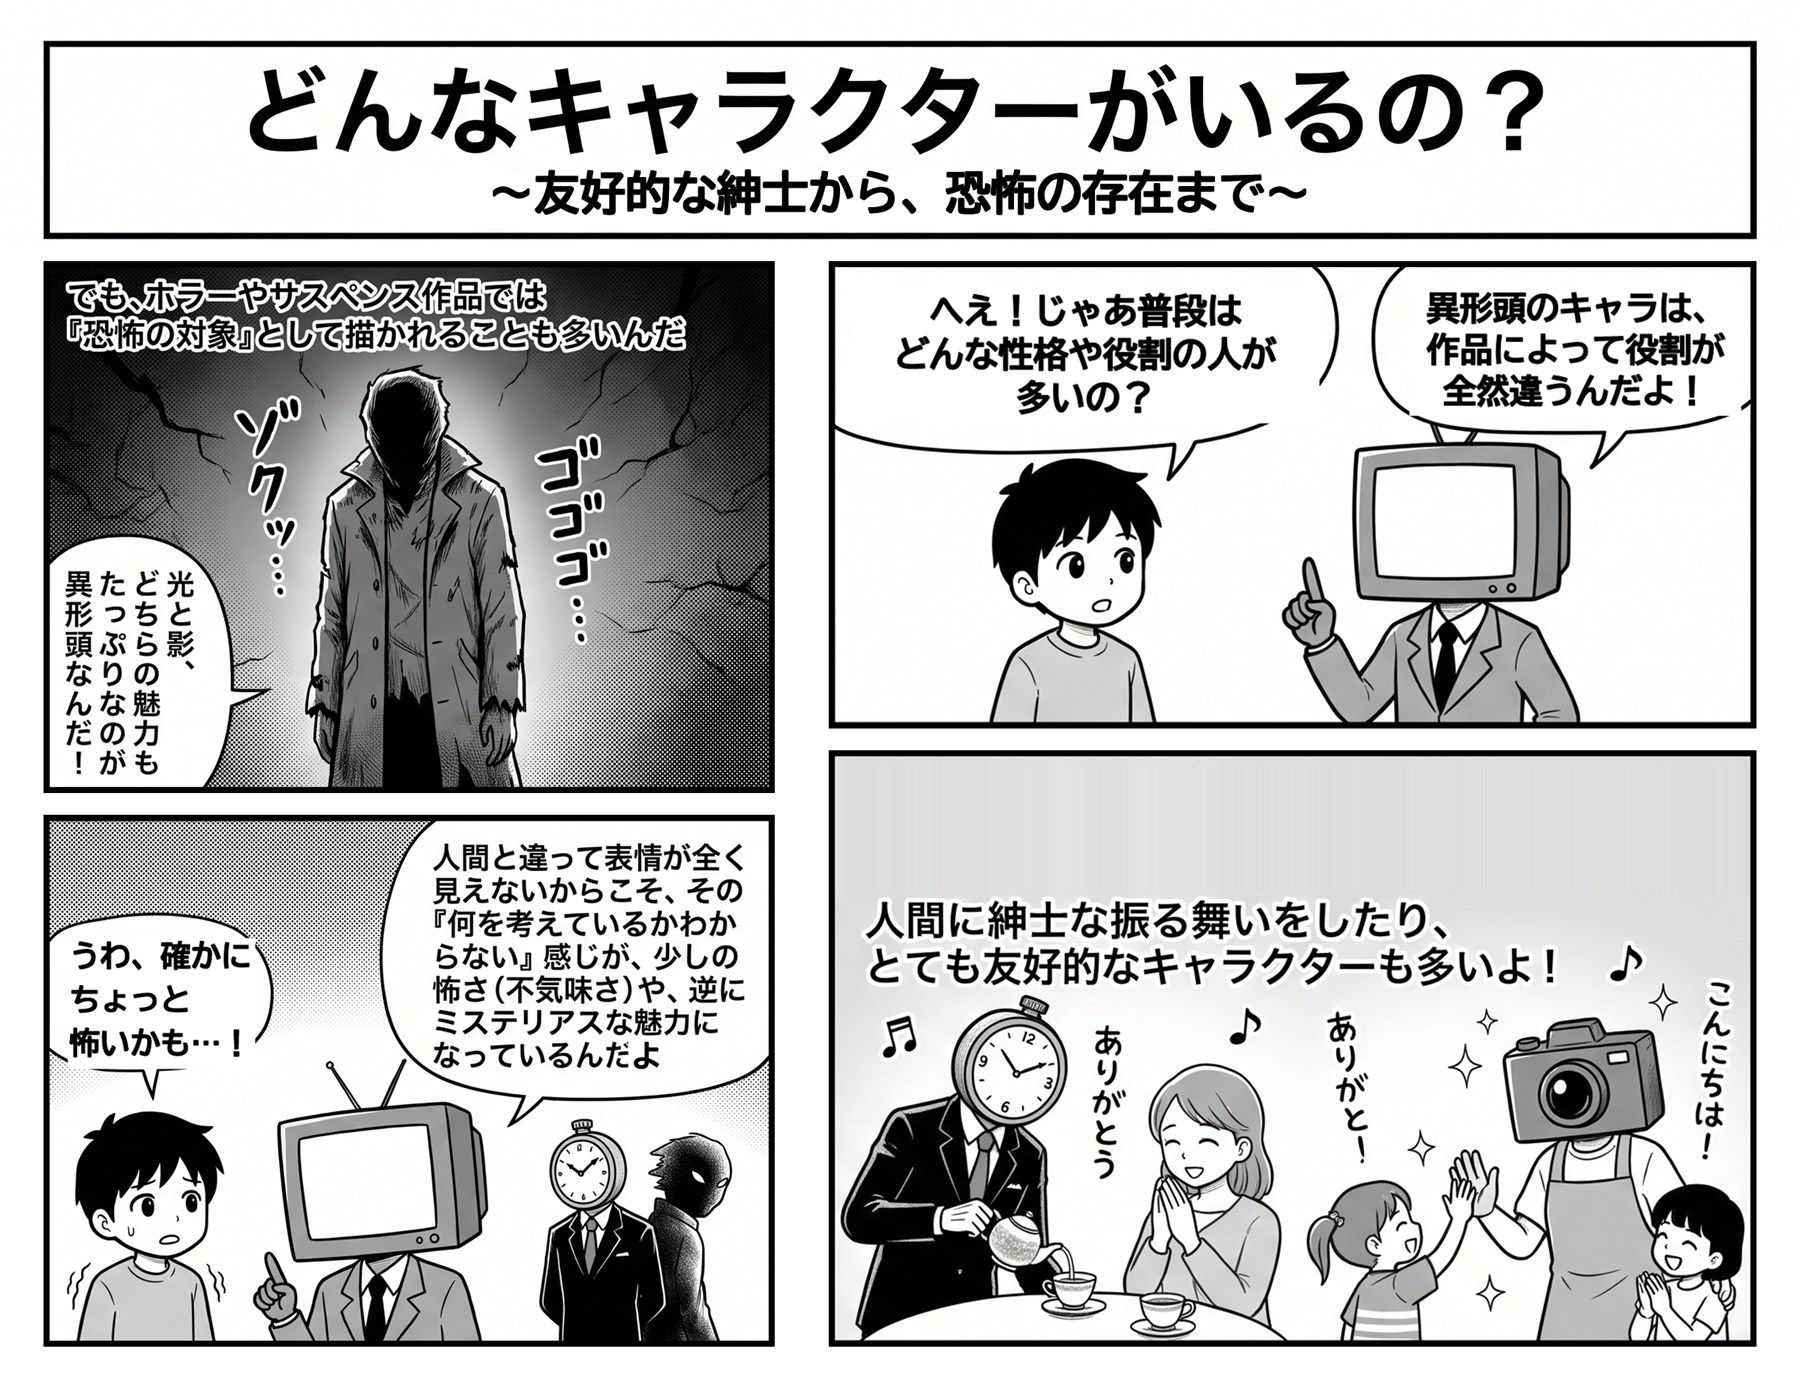 どんなキャラクターがいるの？
～友好的な紳士から、恐怖の存在まで～
異形頭のキャラは、
作品によって役割が
全然違うんだよ！
へえ！じゃあ普段は
どんな性格や役割の人が
多いの？
人間に紳士な振る舞いをしたり、
とても友好的なキャラクターも多いよ！
こんにちは！
ありがと！
ありがとう
でも、ホラーやサスペンス作品では
『恐怖の対象』として描かれることも多いんだ
ゴゴゴ…
ゾクッ…
光と影、
どちらの魅力も
たっぷりなのが
異形頭なんだ！
人間と違って表情が全く
見えないからこそ、その
『何を考えているかわか
らない』感じが、少しの
怖さ（不気味さ）や、逆に
ミステリアスな魅力に
なっているんだよ
うわ、確かに
ちょっと
怖いかも…！
12
9
3
6